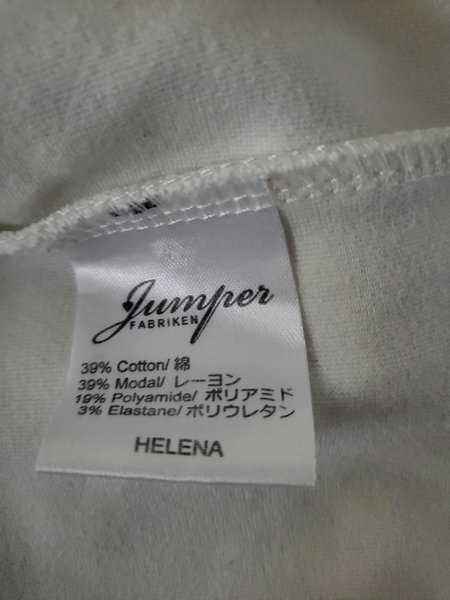 Jumper
FABRIKEN
39% Cotton/ 綿
39% Modal/ レーヨン
19% Polyamide/ ポリアミド
3% Elastane/ポリウレタン
HELENA